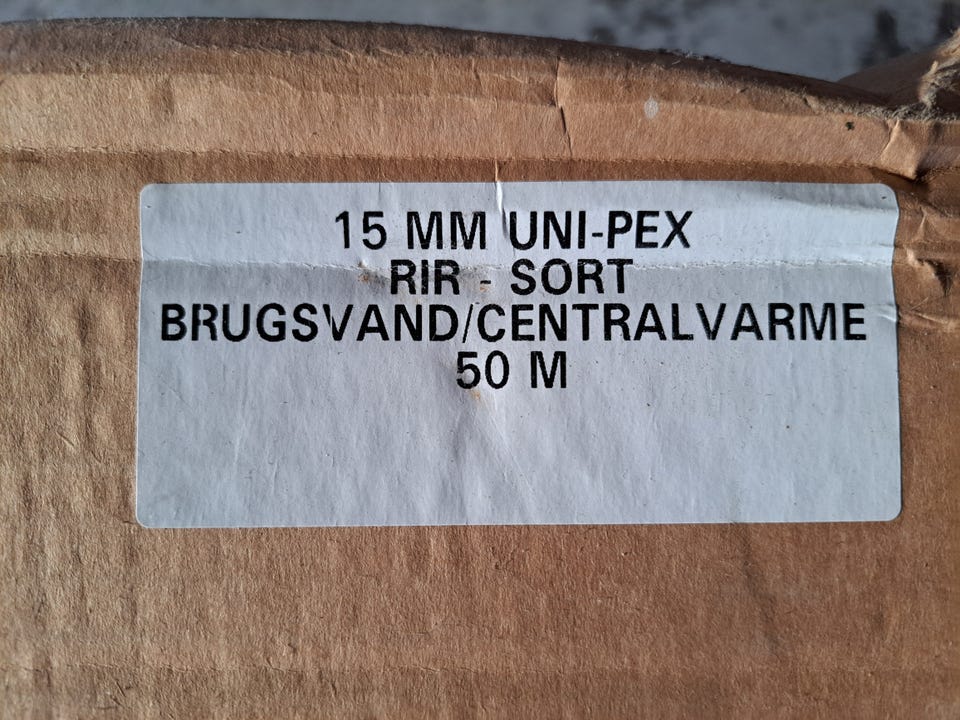 15 MM UNI-PEX
RIR - SORT
BRUGSVAND/CENTRALVARME
50 M